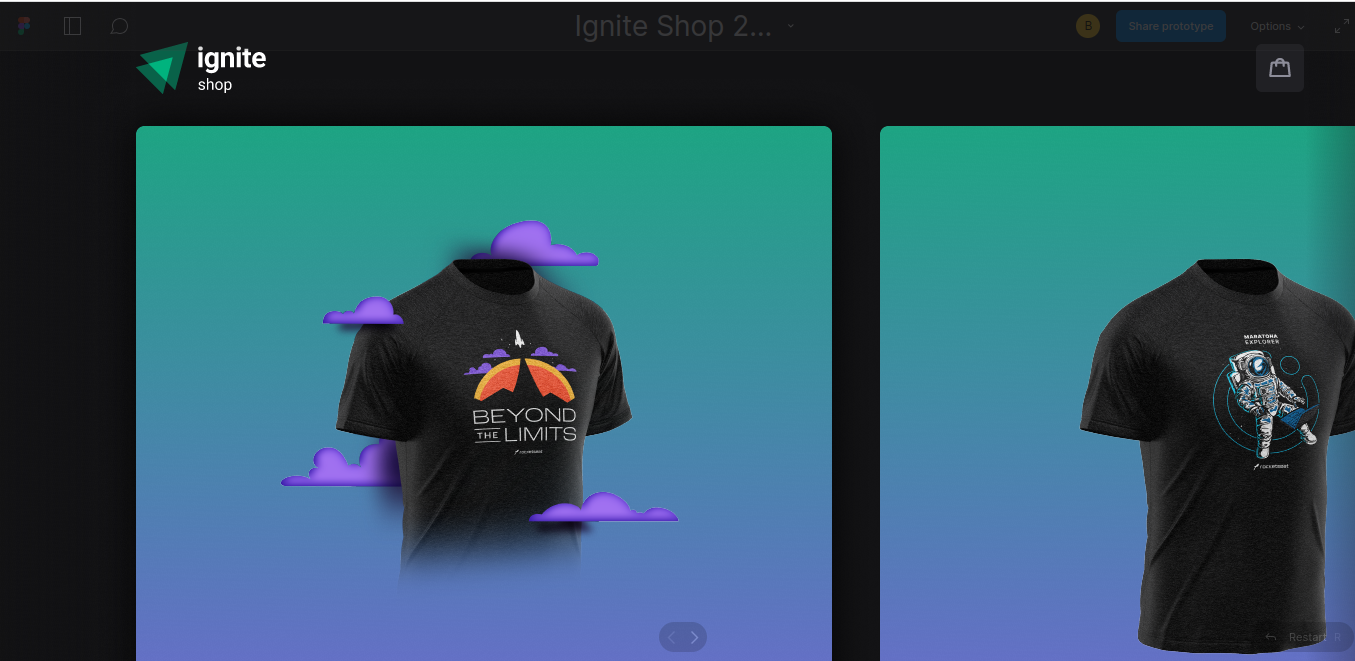 Ignite Shop 2...
B
Share prototype
Options
ignite
shop
BEYOND
THE LIMITS
rocketseat
MARATONA
EXPLORER
rocketseat
Restart R